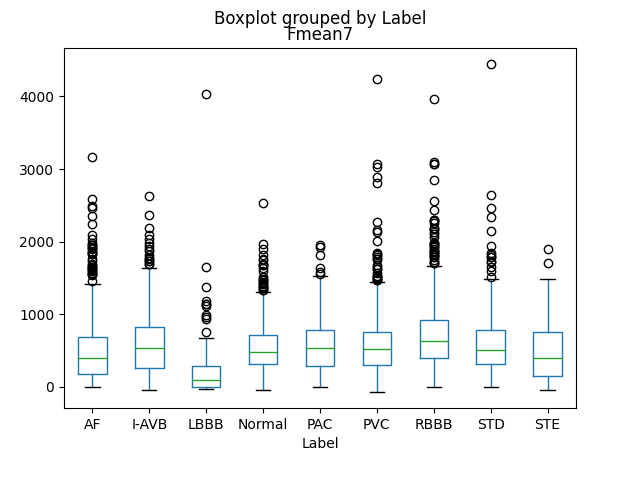 Boxplot grouped by Label
Fmean7
4000
3000
2000
1000
0
AF I-AVB LBBB Normal PAC PVC RBBB STD STE
Label